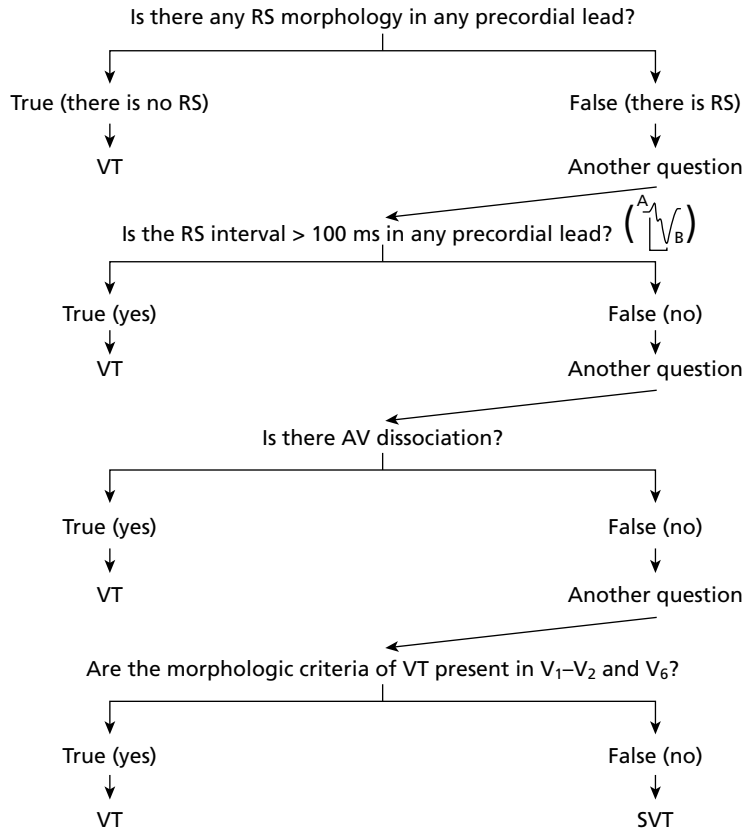 Is there any RS morphology in any precordial lead?
True (there is no RS)
False (there is RS)
VT
Another question
Is the RS interval > 100 ms in any precordial lead?
(A B)
True (yes)
False (no)
VT
Another question
Is there AV dissociation?
True (yes)
False (no)
VT
Another question
Are the morphologic criteria of VT present in V₁–V₂ and V₆?
True (yes)
False (no)
VT
SVT